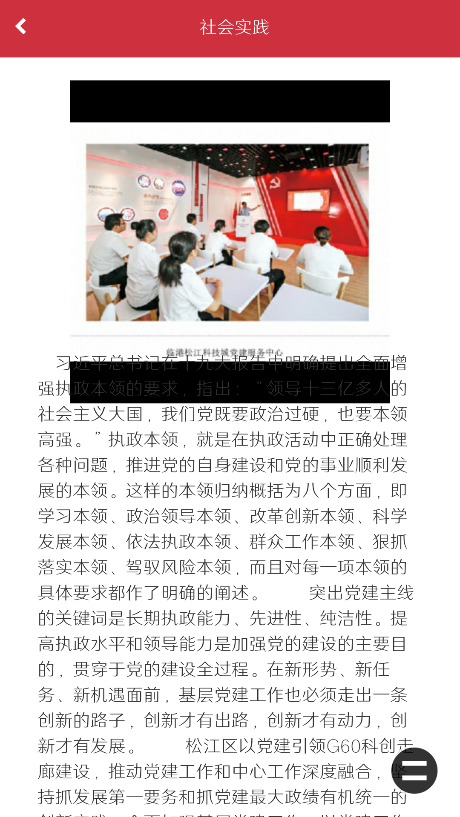 社会实践
临港松江科技城党建服务中心
习近平总书记在十九大报告中明确提出全面增
强执政本领的要求，指出：“领导十三亿多人的
社会主义大国，我们党既要政治过硬，也要本领
高强。”执政本领，就是在执政活动中正确处理
各种问题，推进党的自身建设和党的事业顺利发
展的本领。这样的本领归纳概括为八个方面，即
学习本领、政治领导本领、改革创新本领、科学
发展本领、依法执政本领、群众工作本领、狠抓
落实本领、驾驭风险本领，而且对每一项本领的
具体要求都作了明确的阐述。 突出党建主线
的关键词是长期执政能力、先进性、纯洁性。提
高执政水平和领导能力是加强党的建设的主要目
的，贯穿于党的建设全过程。在新形势、新任
务、新机遇面前，基层党建工作也必须走出一条
创新的路子，创新才有出路，创新才有动力，创
新才有发展。 松江区以党建引领G60科创走
廊建设，推动党建工作和中心工作深度融合，坚
持抓发展第一要务和抓党建最大政绩有机统一的